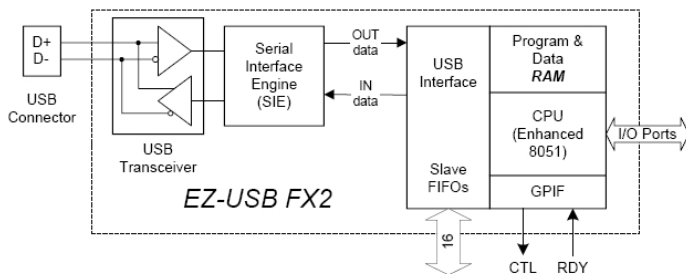 D+
D-
USB
Connector
USB
Transceiver
Serial
Interface
Engine
(SIE)
OUT
data
IN
data
USB
Interface
Slave
FIFOs
Program &
Data
RAM
CPU
(Enhanced
8051)
GPIF
I/O Ports
EZ-USB FX2
16
CTL
RDY